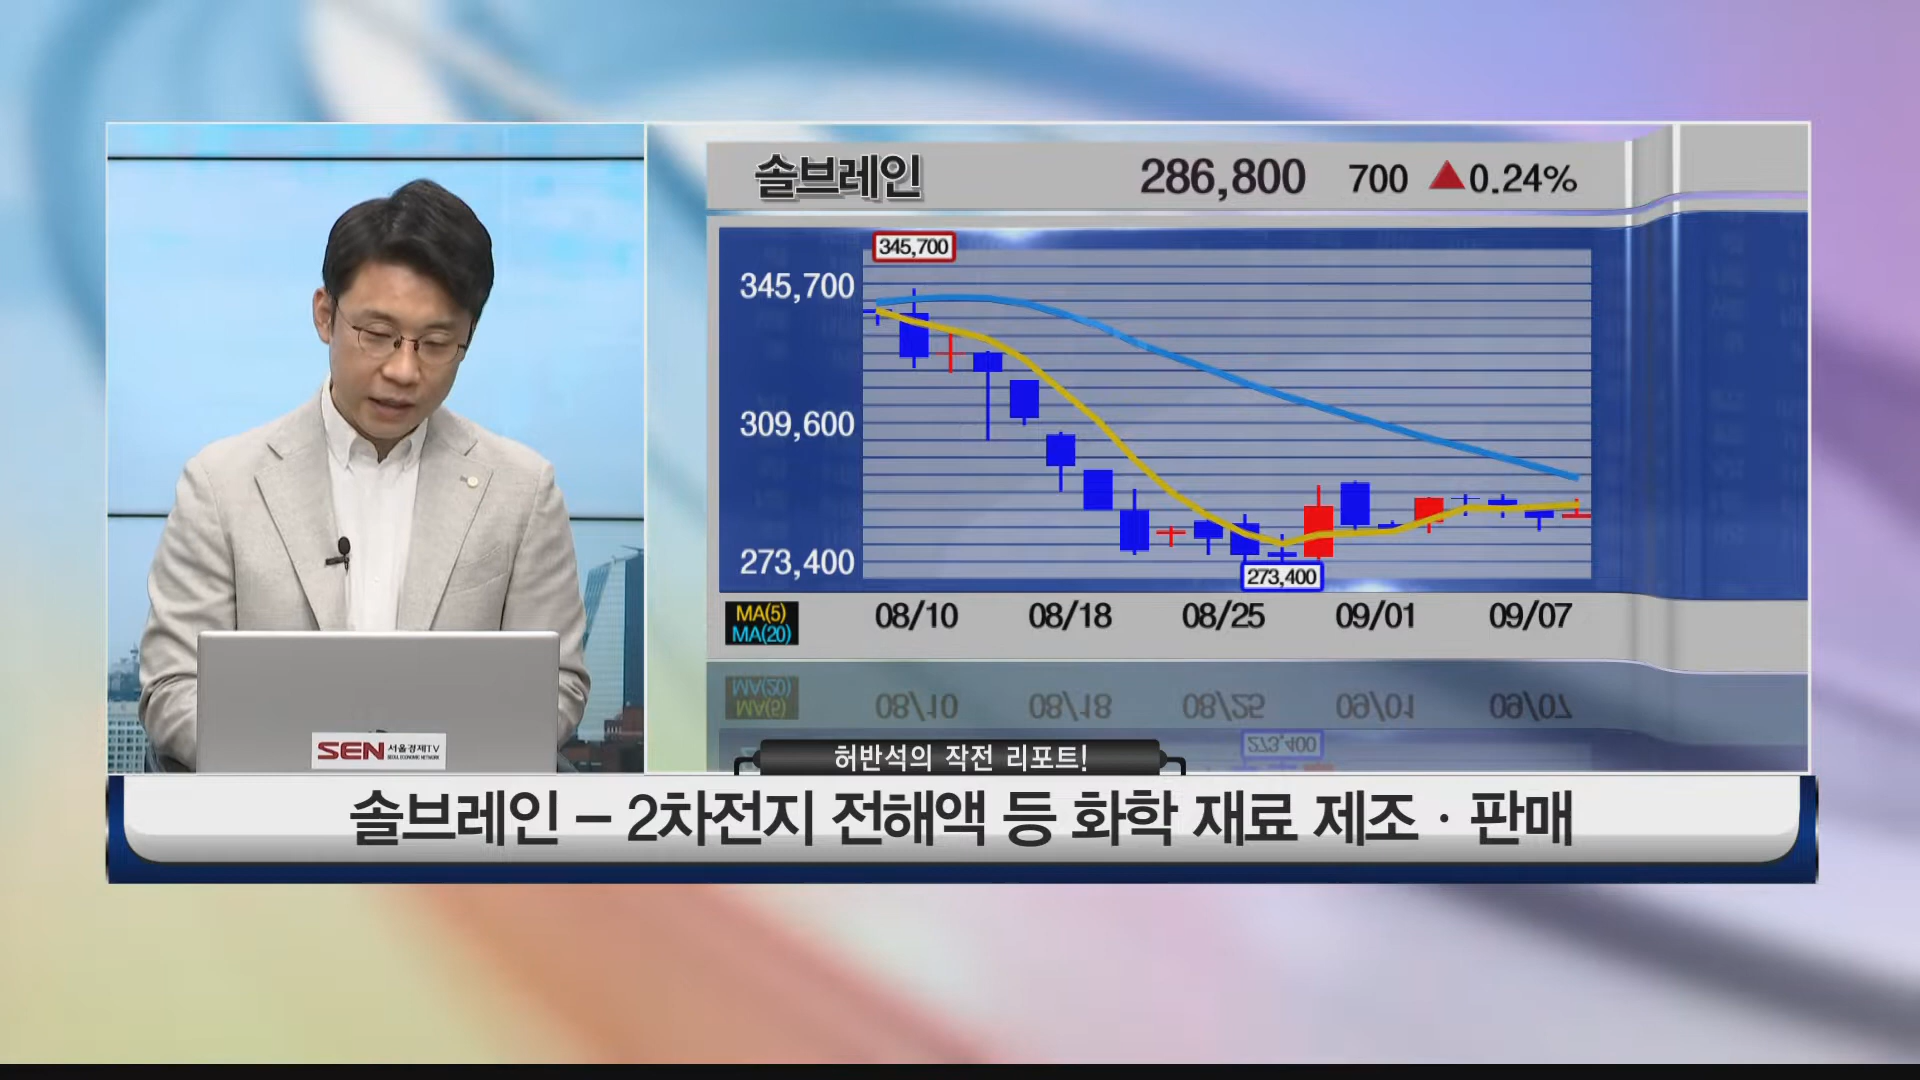 솔브레인 286,800 700 ▲0.24%
345,700
345,700
309,600
273,400
273,400
MA(5)
MA(20)
08/10 08/18 08/25 09/01 09/07
SEN 서울경제TV
SEOUL ECONOMIC NETWORK
허반석의 작전 리포트!
솔브레인 – 2차전지 전해액 등 화학 재료 제조 · 판매